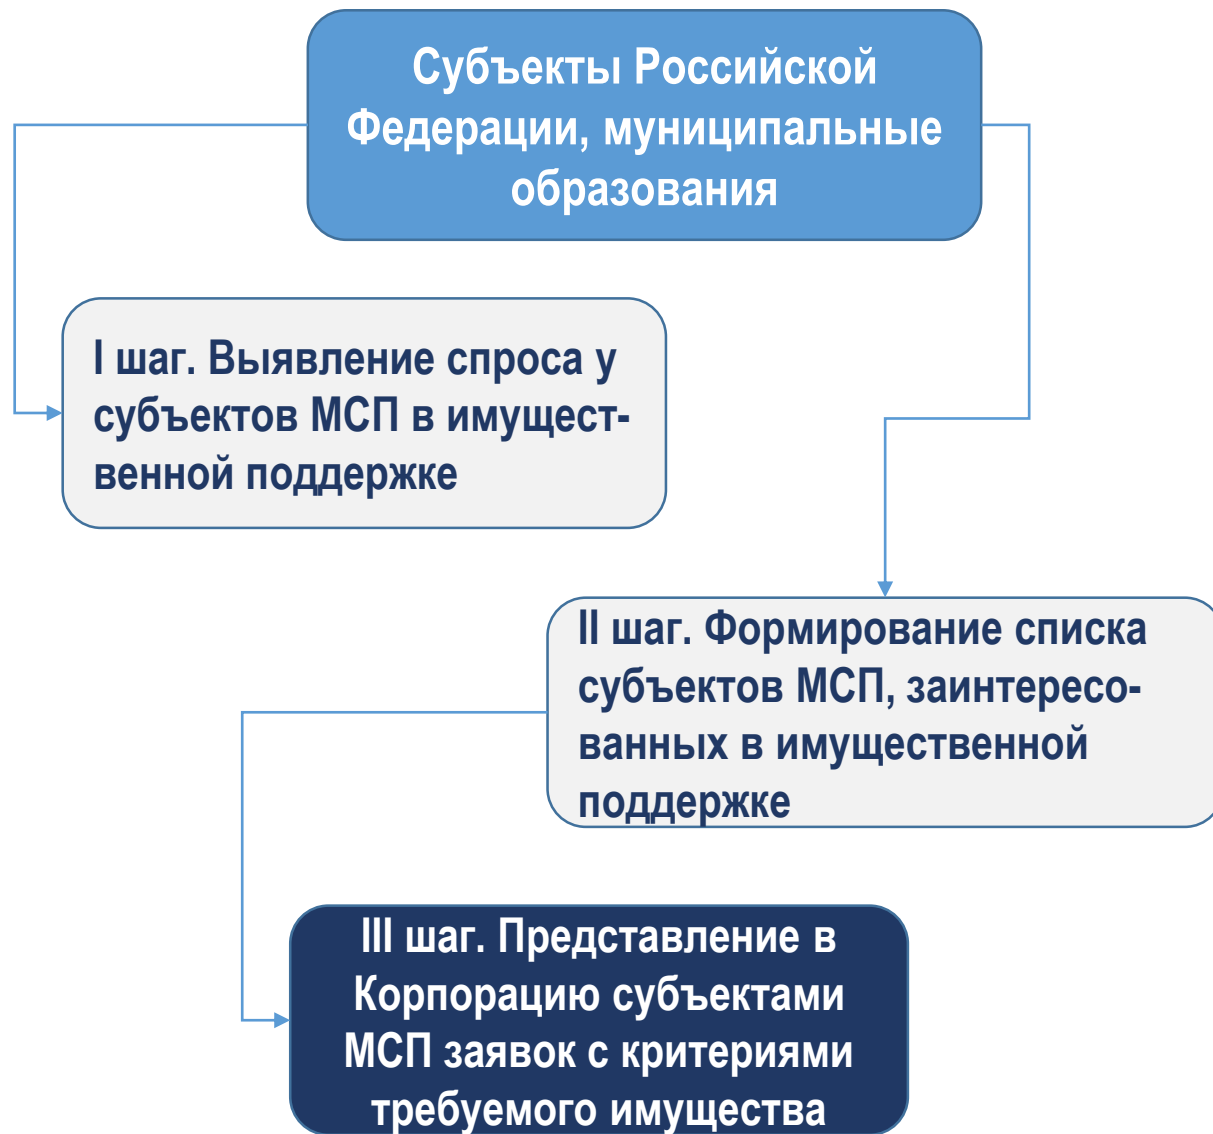 Субъекты Российской
Федерации, муниципальные
образования
I шаг. Выявление спроса у
субъектов МСП в имущест-
венной поддержке
II шаг. Формирование списка
субъектов МСП, заинтересо-
ванных в имущественной
поддержке
III шаг. Представление в
Корпорацию субъектами
МСП заявок с критериями
требуемого имущества